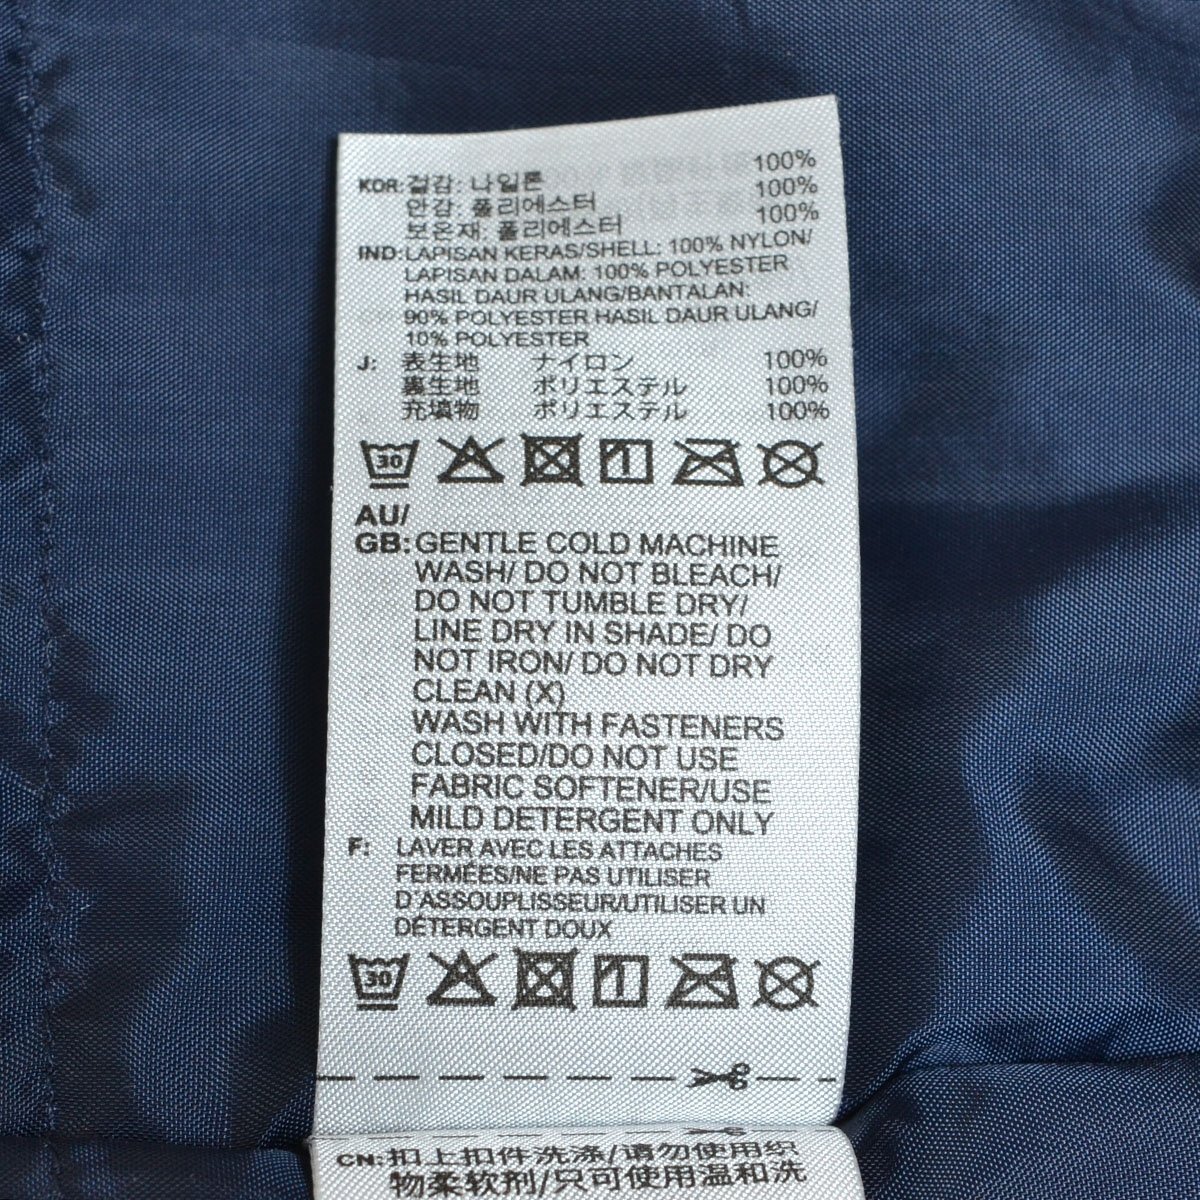 KOR: 겉감: 나일론 100%
안감: 폴리에스터 100%
보온재: 폴리에스터 100%
IND: LAPISAN KERAS/SHELL: 100% NYLON/
LAPISAN DALAM: 100% POLYESTER
HASIL DAUR ULANG/BANTALAN:
90% POLYESTER HASIL DAUR ULANG/
10% POLYESTER
J: 表生地 ナイロン 100%
裏生地 ポリエステル 100%
充填物 ポリエステル 100%
30
AU/
GB: GENTLE COLD MACHINE
WASH/ DO NOT BLEACH/
DO NOT TUMBLE DRY/
LINE DRY IN SHADE/ DO
NOT IRON/ DO NOT DRY
CLEAN (X)
WASH WITH FASTENERS
CLOSED/DO NOT USE
FABRIC SOFTENER/USE
MILD DETERGENT ONLY
F: LAVER AVEC LES ATTACHES
FERMÉES/NE PAS UTILISER
D'ASSOUPLISSEUR/UTILISER UN
DÉTERGENT DOUX
30
CN: 扣上扣件洗涤/请勿使用织
物柔软剂/只可使用温和洗